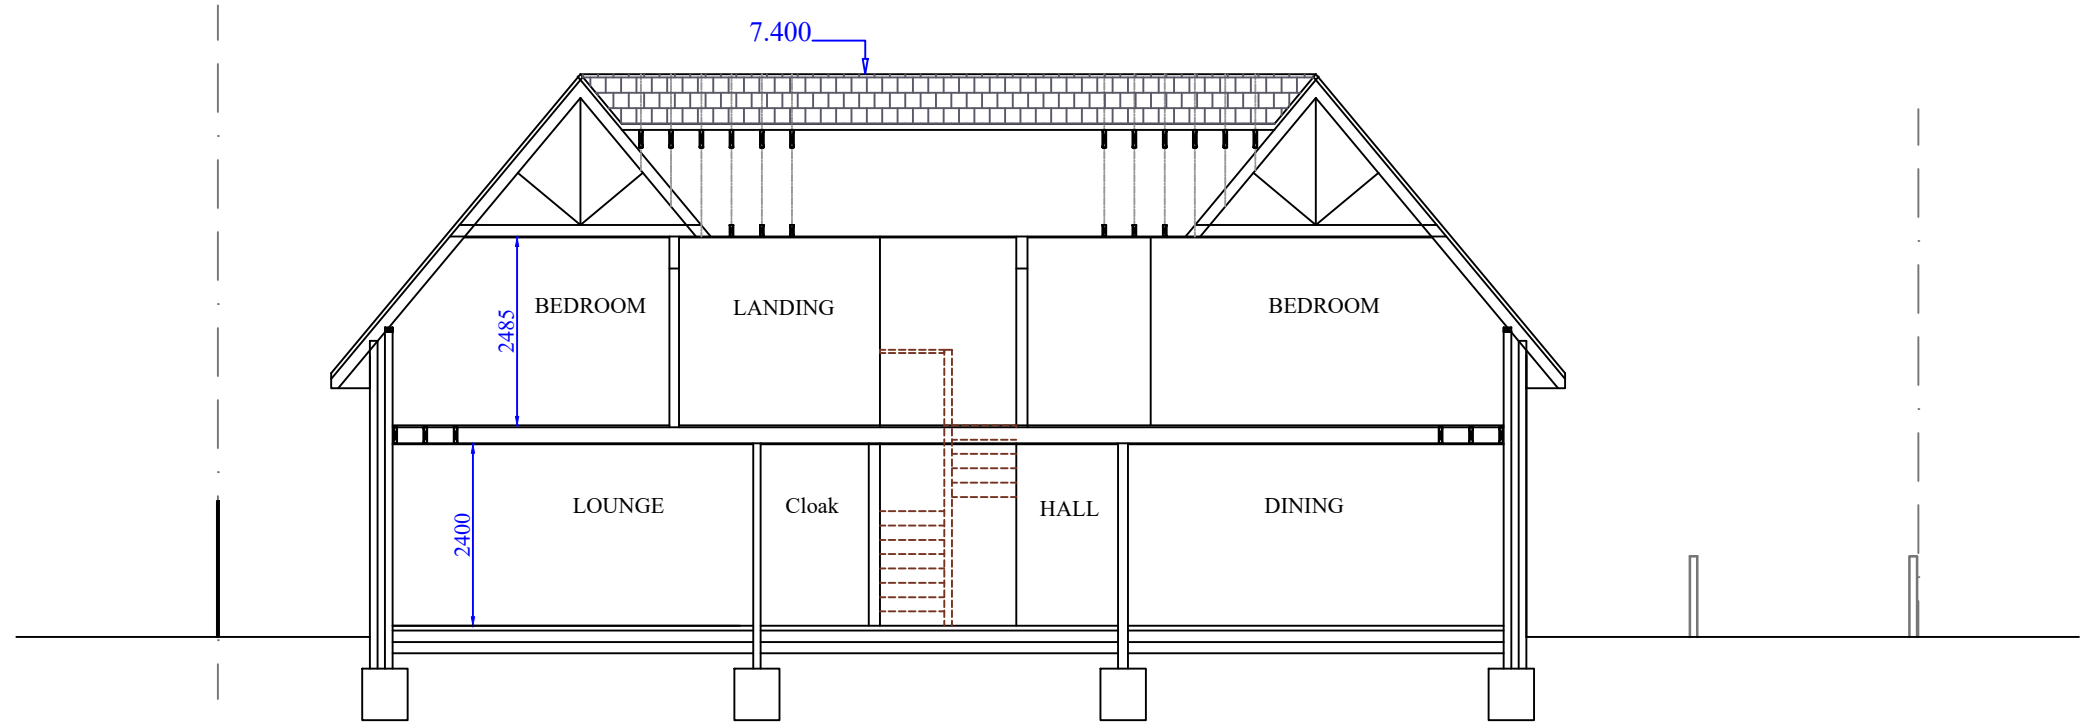 7.400
BEDROOM
LANDING
BEDROOM
2485
LOUNGE
Cloak
HALL
DINING
2400